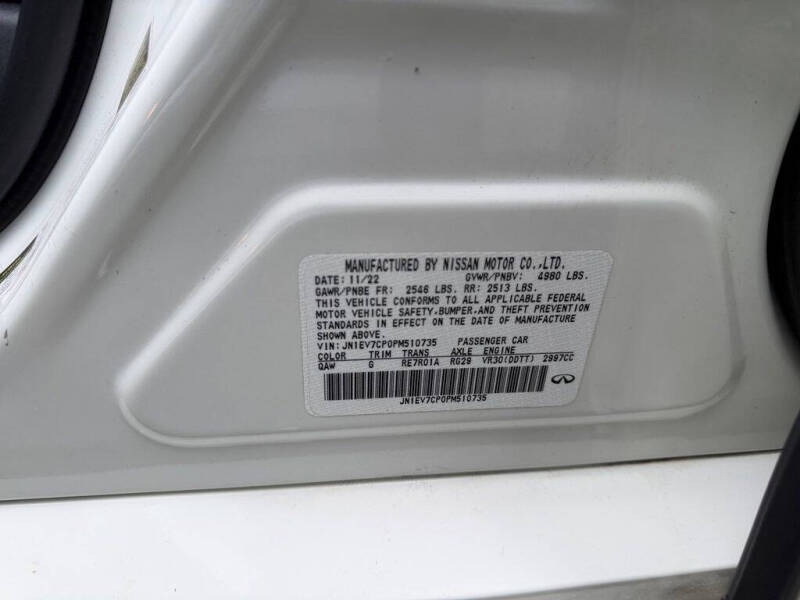 MANUFACTURED BY NISSAN MOTOR CO.,LTD.
DATE: 11/22 GVWR/PNBV: 4980 LBS.
GAWR/PNBE FR: 2546 LBS. RR: 2513 LBS.
THIS VEHICLE CONFORMS TO ALL APPLICABLE FEDERAL
MOTOR VEHICLE SAFETY,BUMPER,AND THEFT PREVENTION
STANDARDS IN EFFECT ON THE DATE OF MANUFACTURE
SHOWN ABOVE.
VIN: JN1EV7CP0PM510735 PASSENGER CAR
COLOR TRIM TRANS AXLE ENGINE
QAW G RE7R01A RG29 VR30(DDTT) 2997CC
JN1EV7CP0PM510735